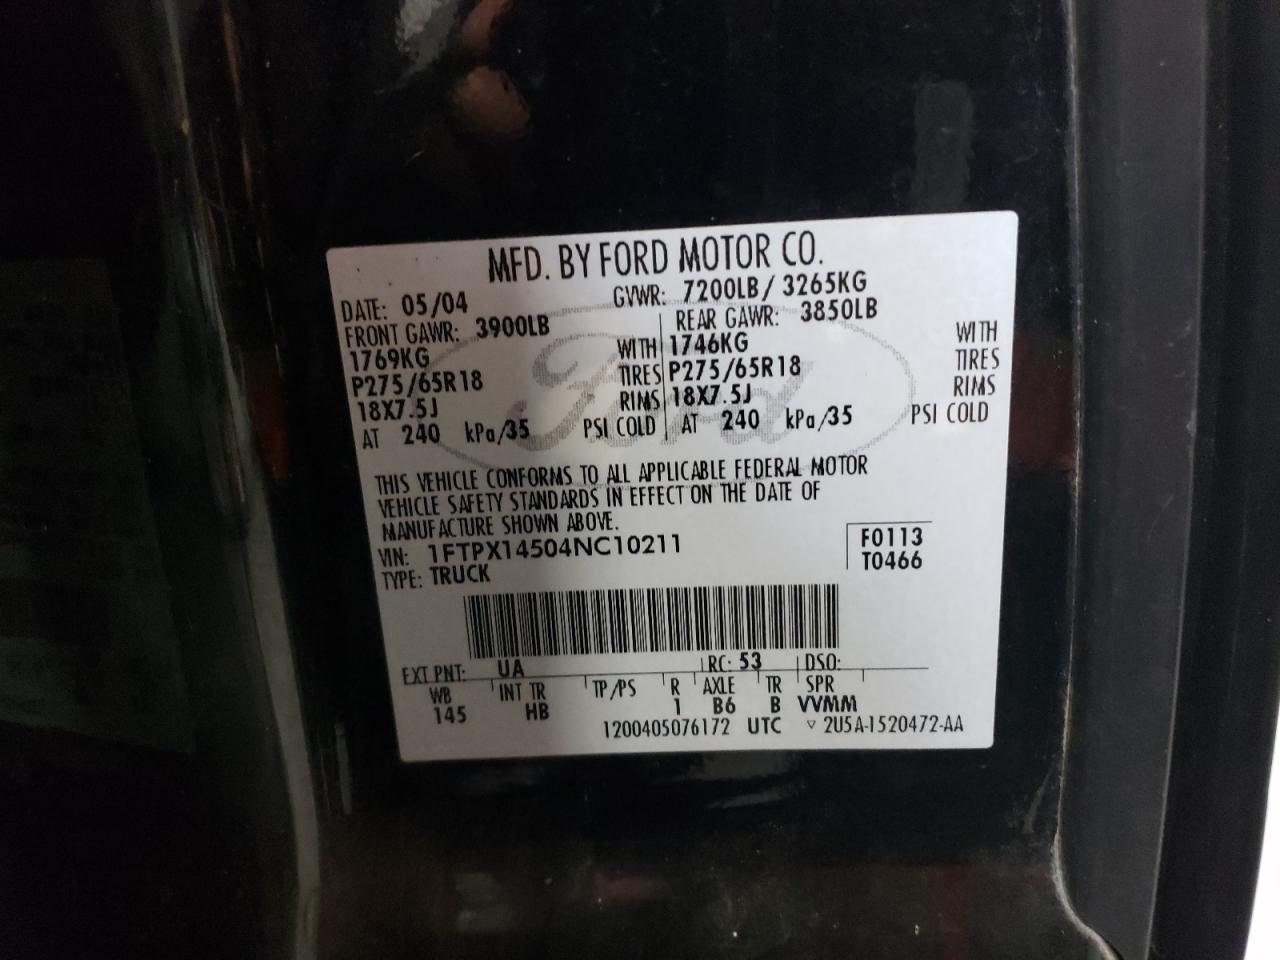 MFD. BY FORD MOTOR CO.
DATE: 05/04 GVWR: 7200LB/ 3265KG
FRONT GAWR: 3900LB REAR GAWR: 3850LB
1769KG WITH 1746KG WITH
P275/65R18 TIRES P275/65R18 TIRES
18X7.5J RIMS 18X7.5J RIMS
AT 240 kPa/35 PSI COLD AT 240 kPa/35 PSI COLD
Ford
THIS VEHICLE CONFORMS TO ALL APPLICABLE FEDERAL MOTOR
VEHICLE SAFETY STANDARDS IN EFFECT ON THE DATE OF
MANUFACTURE SHOWN ABOVE.
VIN: 1FTPX14504NC10211 F0113
TYPE: TRUCK T0466
EXT PNT: UA RC: 53 DSO:
WB INT TR TP/PS R AXLE TR SPR
145 HB 1 B6 B VVMM
1200405076172 UTC ▽ 2U5A-1520472-AA